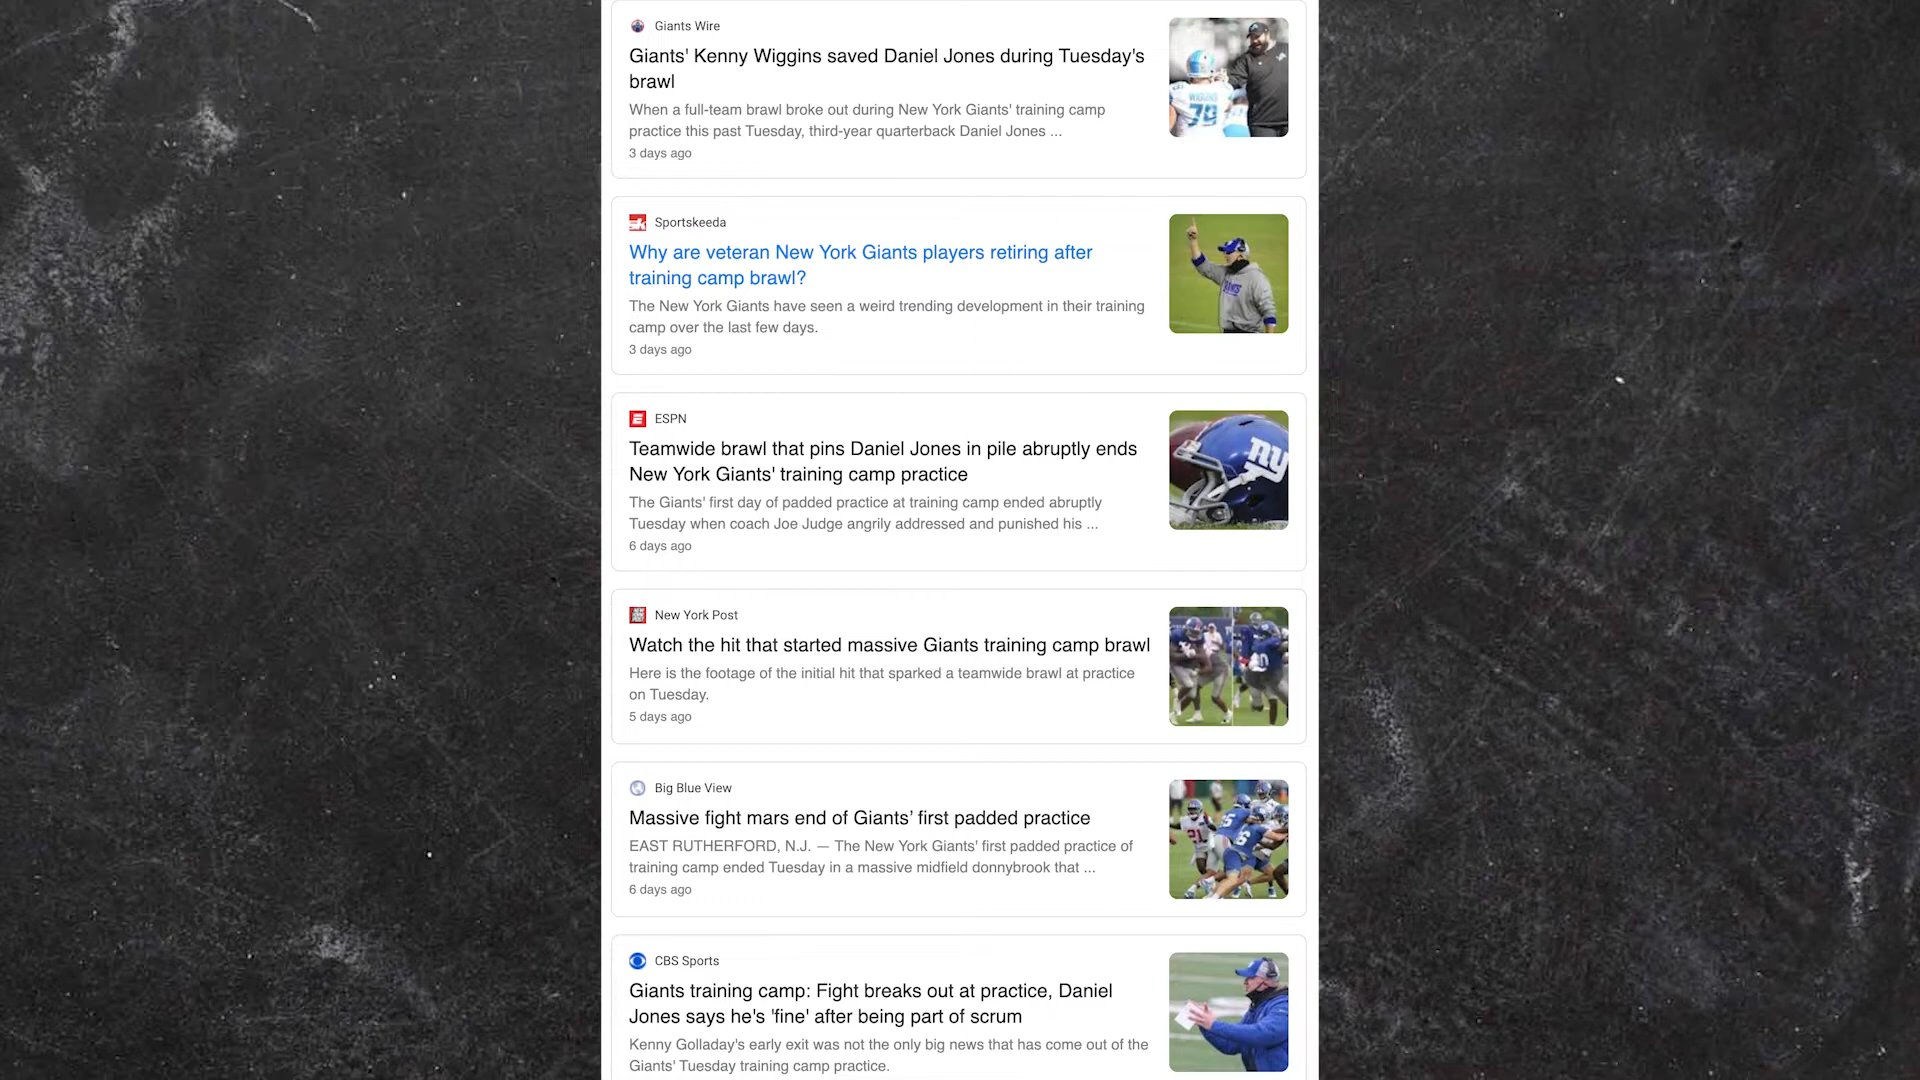 Giants Wire
Giants' Kenny Wiggins saved Daniel Jones during Tuesday's
brawl
When a full-team brawl broke out during New York Giants' training camp
practice this past Tuesday, third-year quarterback Daniel Jones ...
3 days ago
WIGGINS
79
Sportskeeda
Why are veteran New York Giants players retiring after
training camp brawl?
The New York Giants have seen a weird trending development in their training
camp over the last few days.
3 days ago
ESPN
Teamwide brawl that pins Daniel Jones in pile abruptly ends
New York Giants' training camp practice
The Giants' first day of padded practice at training camp ended abruptly
Tuesday when coach Joe Judge angrily addressed and punished his ...
6 days ago
ny
New York Post
Watch the hit that started massive Giants training camp brawl
Here is the footage of the initial hit that sparked a teamwide brawl at practice
on Tuesday.
5 days ago
Big Blue View
Massive fight mars end of Giants’ first padded practice
EAST RUTHERFORD, N.J. — The New York Giants’ first padded practice of
training camp ended Tuesday in a massive midfield donnybrook that ...
6 days ago
21
CBS Sports
Giants training camp: Fight breaks out at practice, Daniel
Jones says he's 'fine' after being part of scrum
Kenny Golladay's early exit was not the only big news that has come out of the
Giants' Tuesday training camp practice.